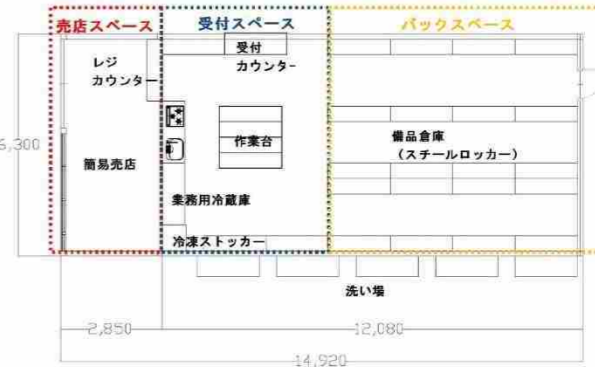 売店スペース
受付スペース
バックスペース
レジ
カウンター
受付
カウンター
6,300
簡易売店
作業台
備品倉庫
（スチールロッカー）
業務用冷蔵庫
冷凍ストッカー
洗い場
2,850
12,080
14,920